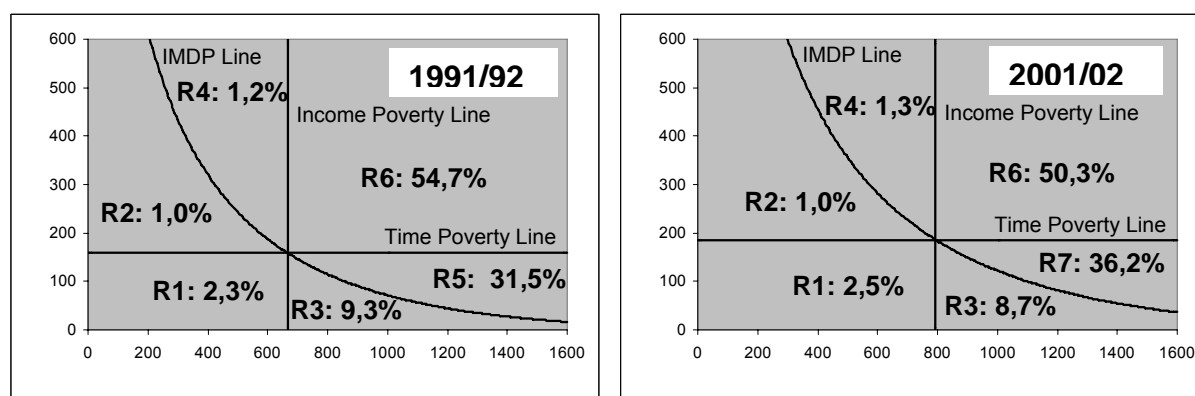 600
500
400
300
200
100
0
IMDP Line
1991/92
R4: 1,2%
Income Poverty Line
R6: 54,7%
R2: 1,0%
Time Poverty Line
R5: 31,5%
R1: 2,3%
R3: 9,3%
0 200 400 600 800 1000 1200 1400 1600
600
500
400
300
200
100
0
IMDP Line
2001/02
R4: 1,3%
Income Poverty Line
R6: 50,3%
R2: 1,0%
Time Poverty Line
R7: 36,2%
R1: 2,5%
R3: 8,7%
0 200 400 600 800 1000 1200 1400 1600